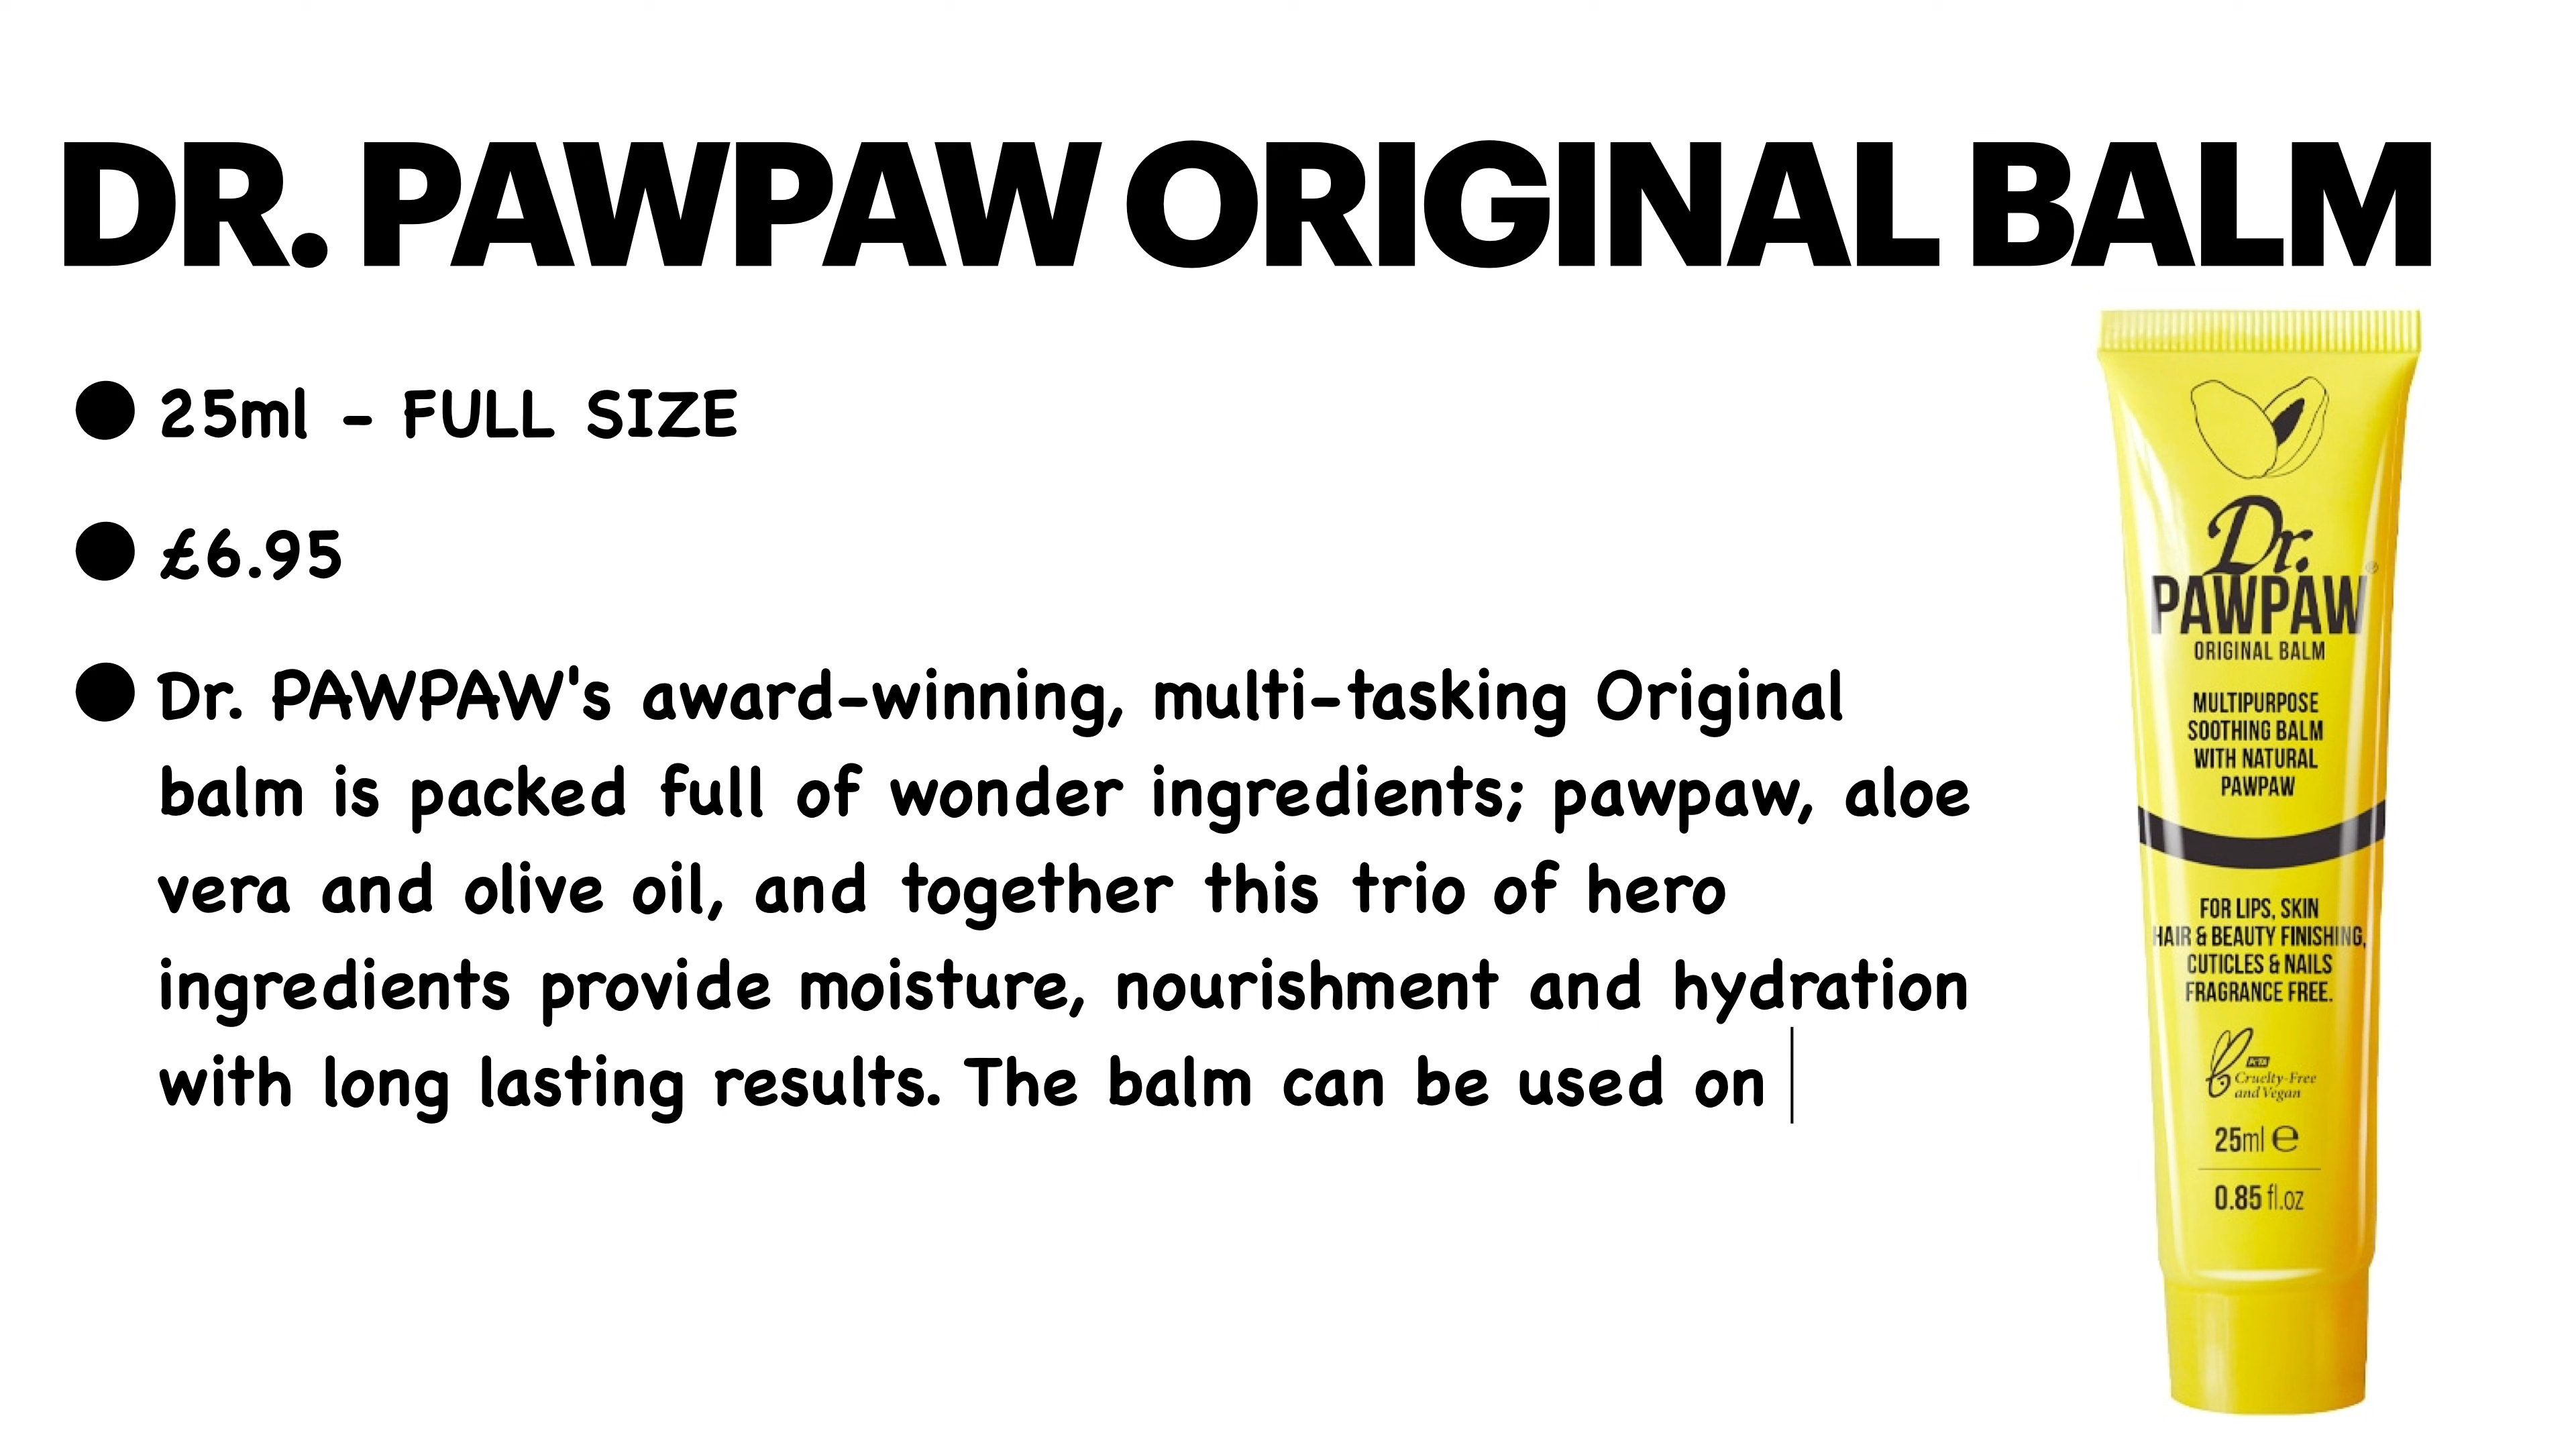 DR. PAWPAW ORIGINAL BALM
25ml - FULL SIZE
£6.95
Dr. PAWPAW's award-winning, multi-tasking Original
balm is packed full of wonder ingredients; pawpaw, aloe
vera and olive oil, and together this trio of hero
ingredients provide moisture, nourishment and hydration
with long lasting results. The balm can be used on
Dr.
PAWPAW
ORIGINAL BALM
MULTIPURPOSE
SOOTHING BALM
WITH NATURAL
PAWPAW
FOR LIPS, SKIN
HAIR & BEAUTY FINISHING,
CUTICLES & NAILS
FRAGRANCE FREE.
PETA
Cruelty-Free
and Vegan
25ml e
0.85 fl.oz